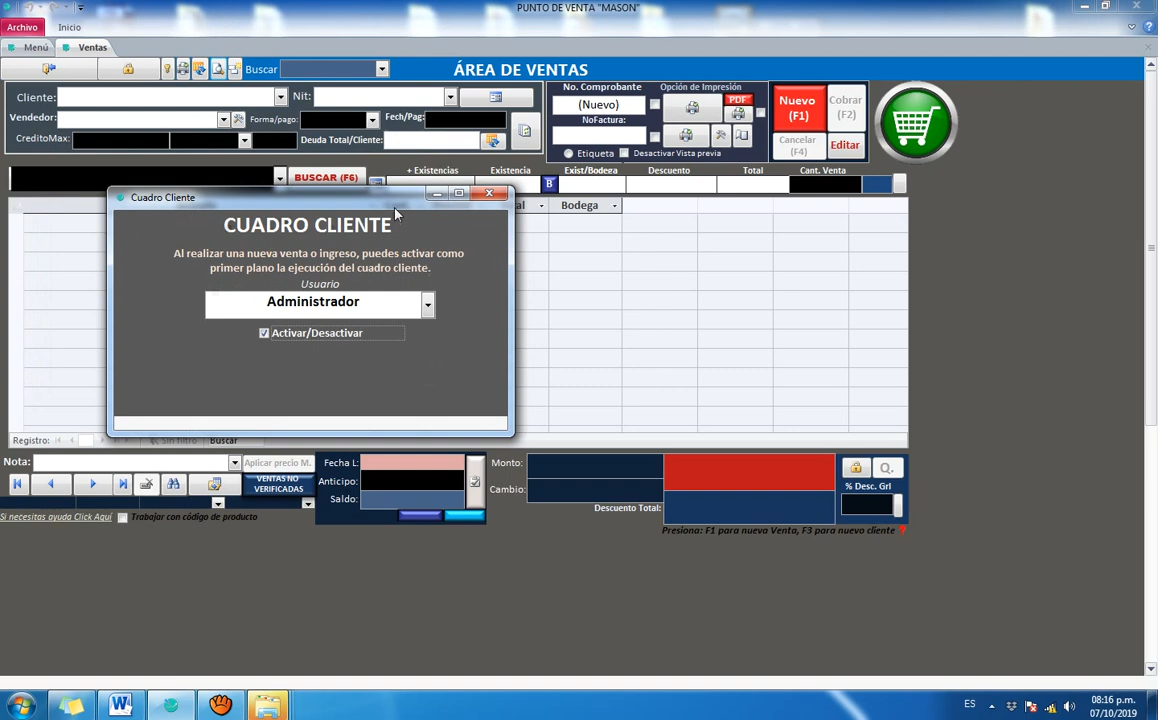 PUNTO DE VENTA "MASON"
Archivo
Inicio
Menú
Ventas
Buscar
ÁREA DE VENTAS
Cliente:
Nit:
Vendedor:
Forma/pago:
Fech/Pag:
CreditoMax:
Deuda Total/Cliente:
No. Comprobante
Opción de Impresión
(Nuevo)
PDF
NoFactura:
Etiqueta
Desactivar Vista previa
Nuevo
(F1)
Cobrar
(F2)
Cancelar
(F4)
Editar
BUSCAR (F6)
+ Existencias
Existencia
B
Exist/Bodega
Descuento
Total
Cant. Venta
Cuadro Cliente
Bodega
CUADRO CLIENTE
Al realizar una nueva venta o ingreso, puedes activar como
primer plano la ejecución del cuadro cliente.
Usuario
Administrador
Activar/Desactivar
Registro:
Sin filtro
Buscar
Nota:
Aplicar precio M.
VENTAS NO
VERIFICADAS
Fecha L:
Anticipo:
Saldo:
Monto:
Cambio:
Descuento Total:
Q.
% Desc. Grl
Si necesitas ayuda Click Aquí
Trabajar con código de producto
Presiona: F1 para nueva Venta, F3 para nuevo cliente ?
ES
08:16 p.m.
07/10/2019